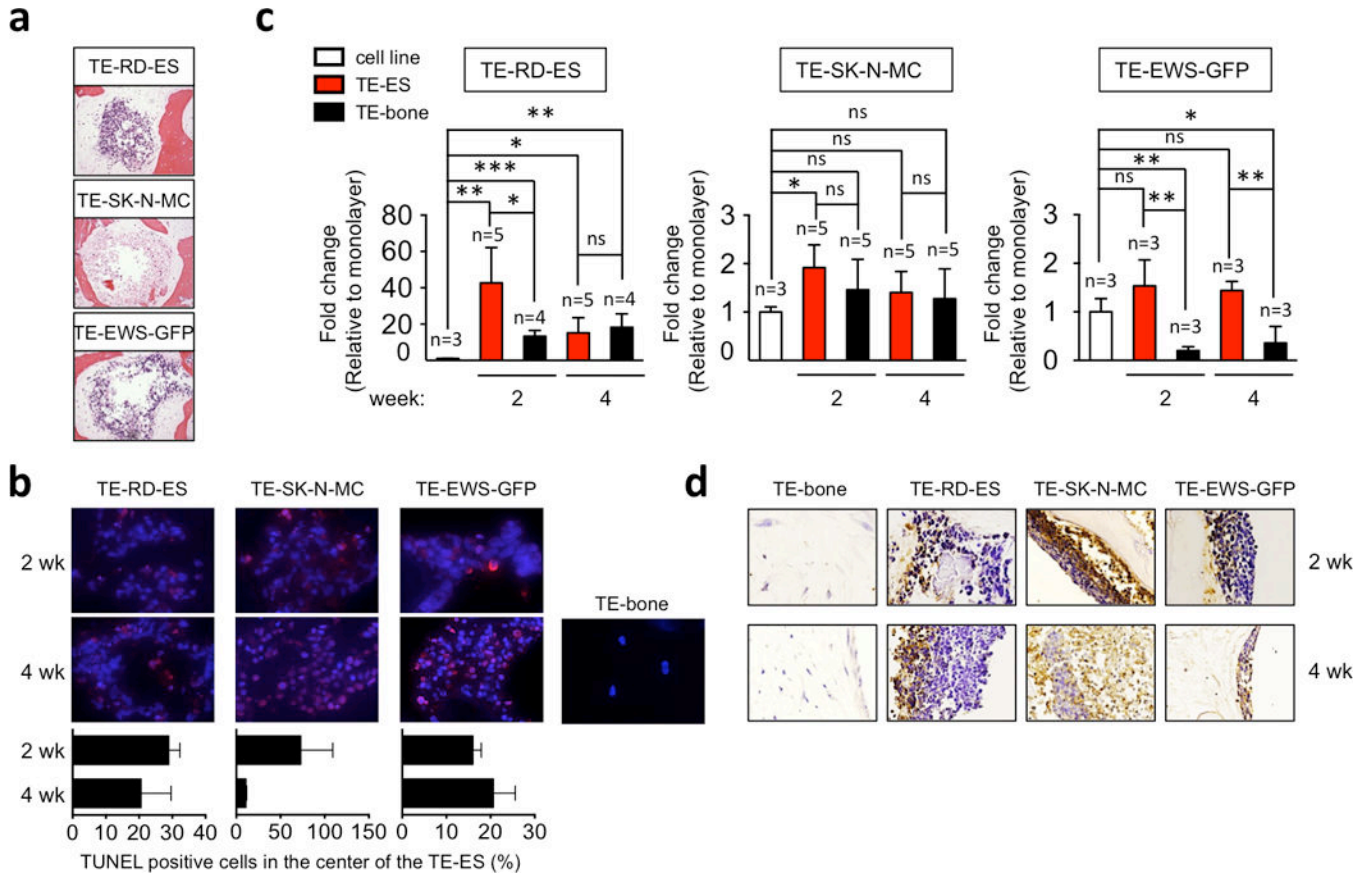 a
TE-RD-ES
TE-SK-N-MC
TE-EWS-GFP
c
cell line
TE-ES
TE-bone
TE-RD-ES
**
*
***
**
*
ns
Fold change
(Relative to monolayer)
80
60
40
20
0
n=3
n=5
n=4
n=5
n=4
week:
2
4
TE-SK-N-MC
ns
ns
ns
*
ns
ns
Fold change
(Relative to monolayer)
3
2
1
0
n=3
n=5
n=5
n=5
n=5
2
4
TE-EWS-GFP
*
ns
**
ns
**
**
Fold change
(Relative to monolayer)
3
2
1
0
n=3
n=3
n=3
n=3
n=3
2
4
b
TE-RD-ES TE-SK-N-MC TE-EWS-GFP
2 wk
TE-bone
4 wk
2 wk
4 wk
0 10 20 30 40
0 50 100 150
0 10 20 30
TUNEL positive cells in the center of the TE-ES (%)
d
TE-bone TE-RD-ES TE-SK-N-MC TE-EWS-GFP
2 wk
4 wk